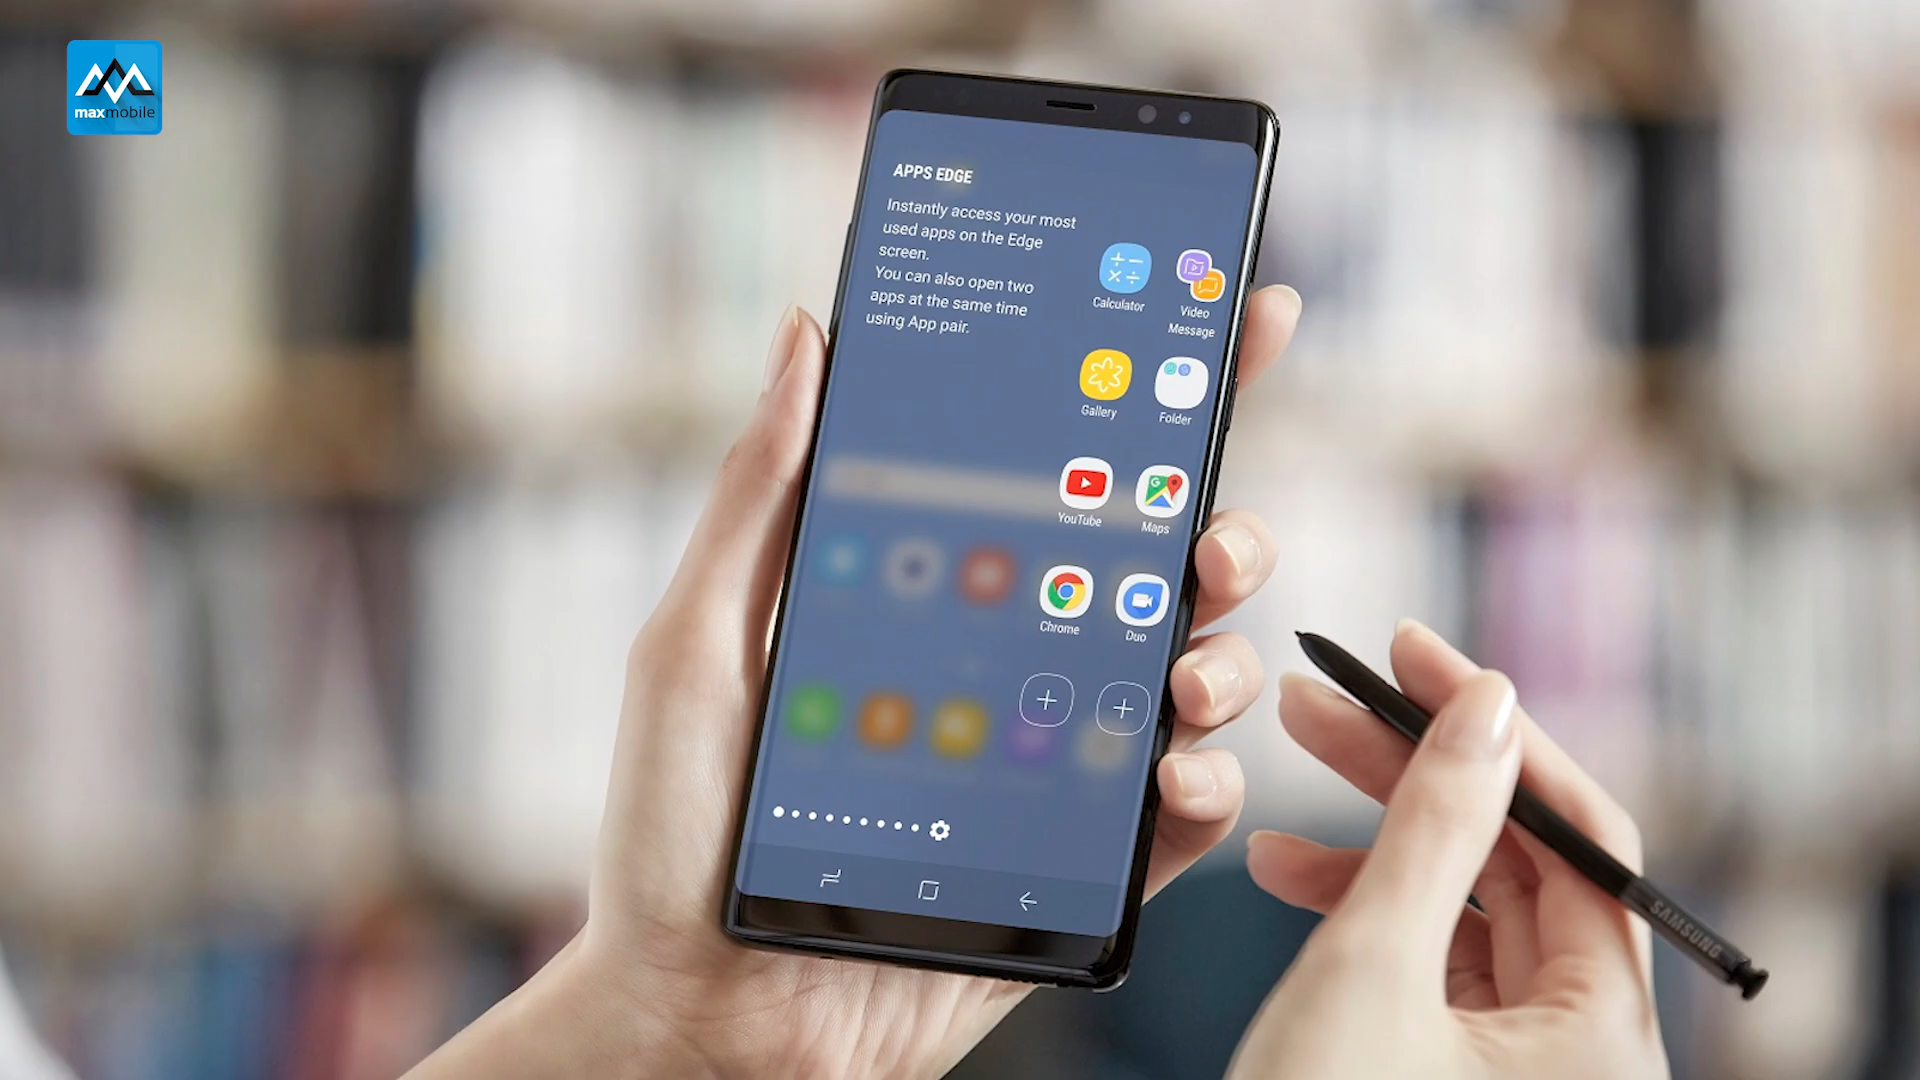 maxmobile
APPS EDGE
Instantly access your most
used apps on the Edge
screen.
You can also open two
apps at the same time
using App pair.
Calculator
Video
Message
Gallery
Folder
YouTube
Maps
Chrome
Duo
SAMSUNG